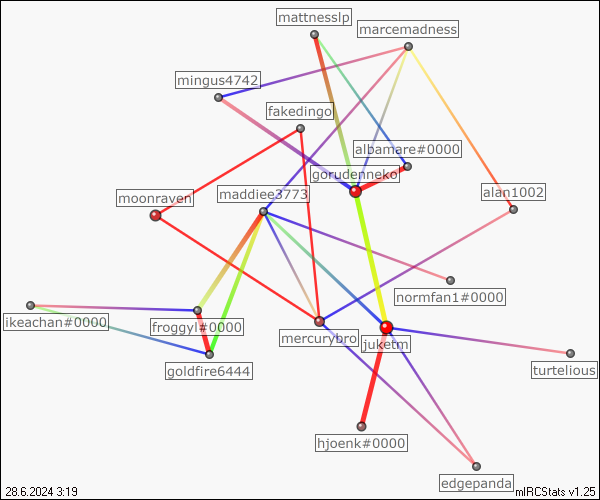 mattnesslp
marcemadness
mingus4742
fakedingo
albamare#0000
gorudenneko
moonraven
maddiee3773
alan1002
normfan1#0000
ikeachan#0000
froggyl#0000
mercurybro
juketm
goldfire6444
turtelious
hjoenk#0000
edgepanda
28.6.2024 3:19
mIRCStats v1.25